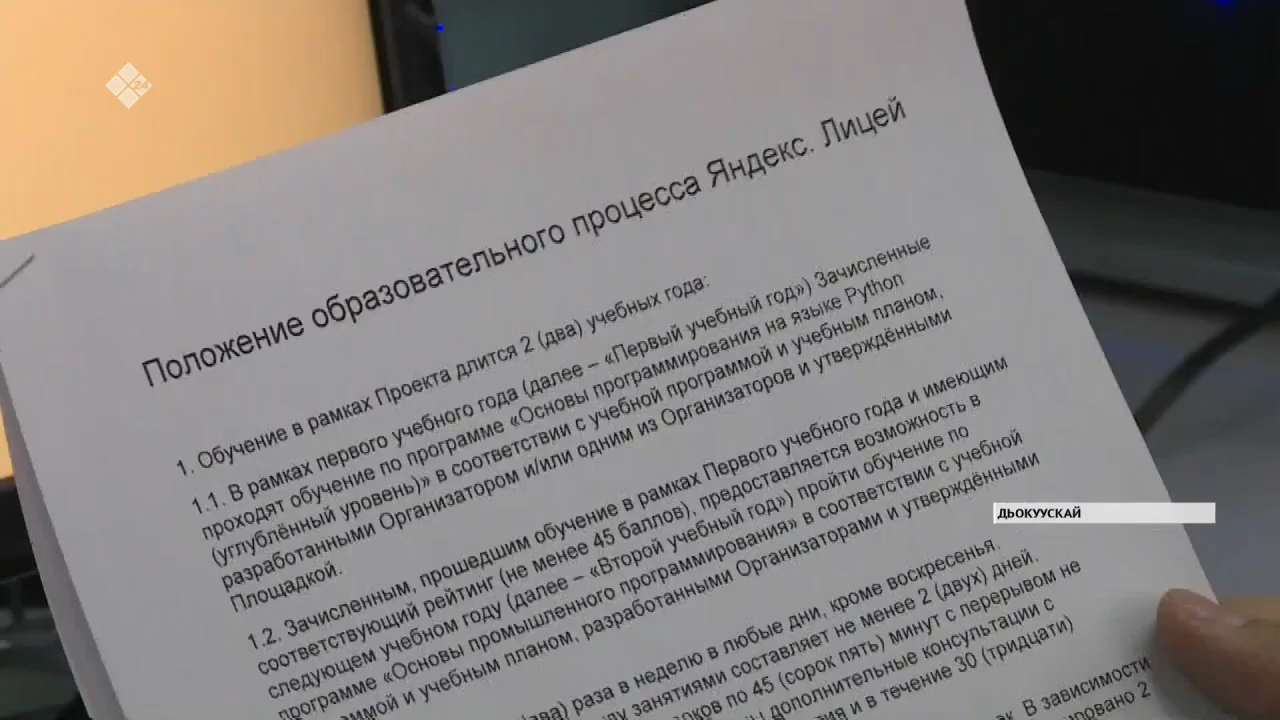 24
Положение образовательного процесса Яндекс. Лицей
1. Обучение в рамках Проекта длится 2 (два) учебных года:
1.1. В рамках первого учебного года (далее – «Первый учебный год») Зачисленные
проходят обучение по программе «Основы программирования на языке Python
(углублённый уровень)» в соответствии с учебной программой и учебным планом,
разработанными Организатором и/или одним из Организаторов и утверждёнными
Площадкой.
1.2. Зачисленным, прошедшим обучение в рамках Первого учебного года и имеющим
соответствующий рейтинг (не менее 45 баллов), предоставляется возможность в
следующем учебном году (далее – «Второй учебный год») пройти обучение по
программе «Основы промышленного программирования» в соответствии с учебной
и учебным планом, разработанными Организаторами и утверждёнными
раза в неделю в любые дни, кроме воскресенья.
занятиями составляет не менее 2 (двух) дней.
по 45 (сорок пять) минут с перерывом не
дополнительные консультации с
и в течение 30 (тридцати)
В зависимости
2
ДЬОКУУСКАЙ